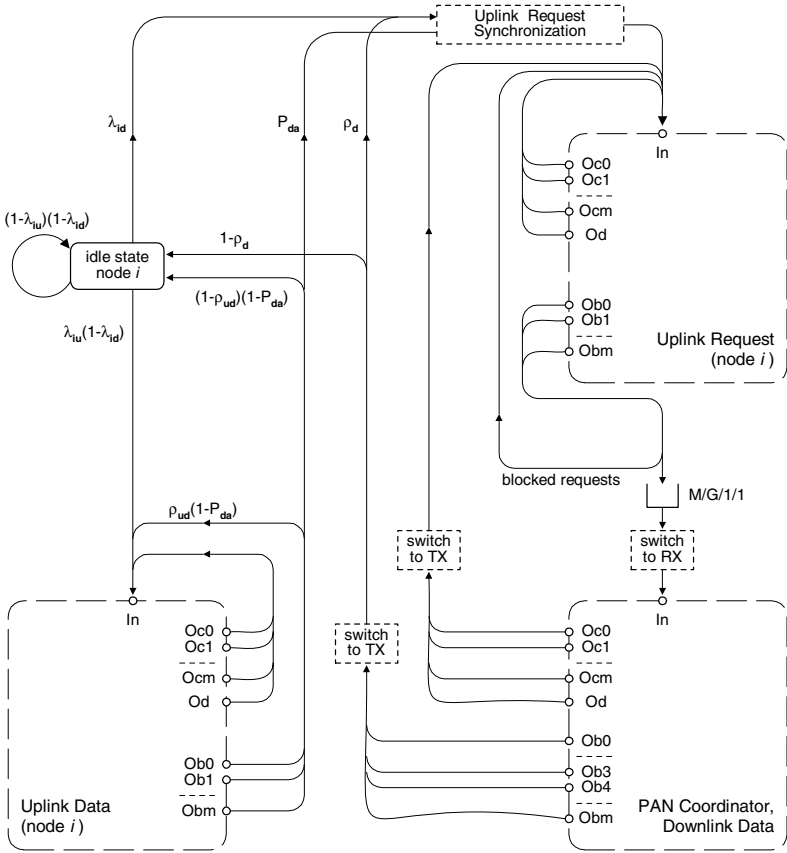 Uplink Request
Synchronization
λid
Pda
ρd
In
Oc0
Oc1
Ocm
Od
(1-λiu)(1-λid)
1-ρd
idle state
node i
(1-ρud)(1-Pda)
λiu(1-λid)
Ob0
Ob1
Obm
Uplink Request
(node i )
blocked requests
M/G/1/1
ρud(1-Pda)
switch
to TX
switch
to RX
In
In
Oc0
Oc1
Ocm
Od
switch
to TX
Oc0
Oc1
Ocm
Od
Ob0
Ob1
Obm
Uplink Data
(node i )
Ob0
Ob3
Ob4
Obm
PAN Coordinator,
Downlink Data